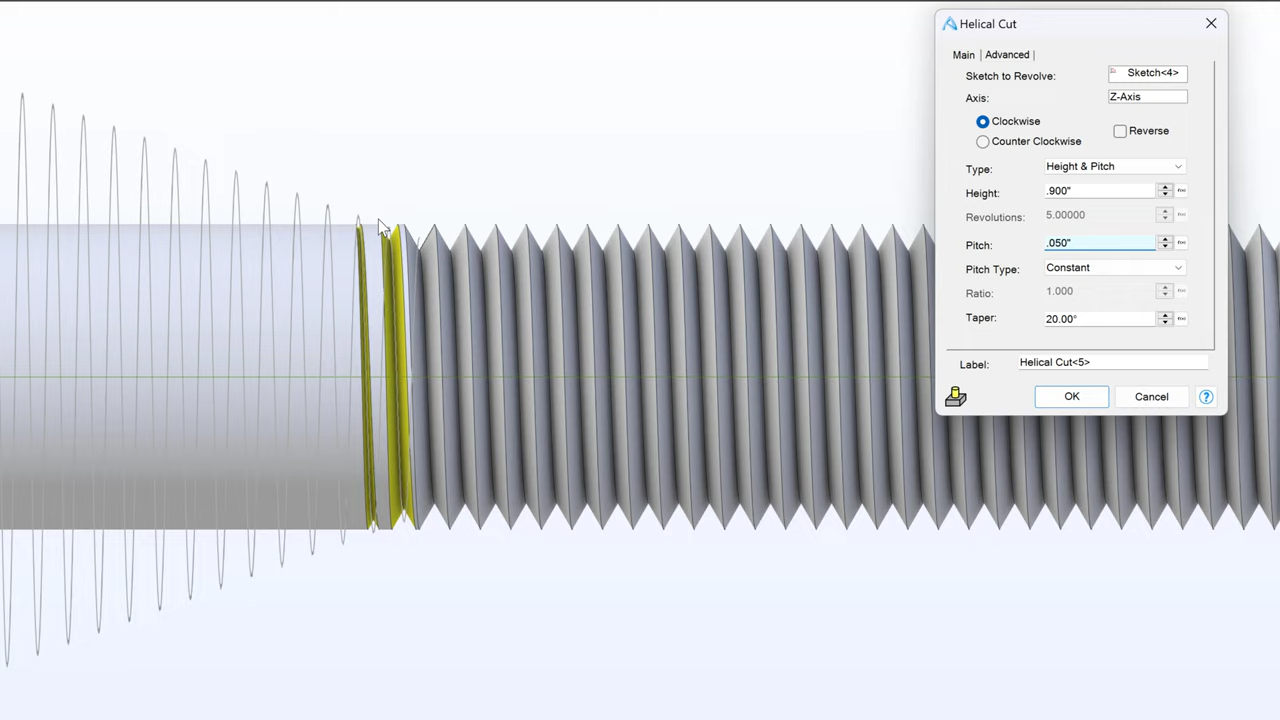 Helical Cut
Main | Advanced |
Sketch to Revolve: Sketch<4>
Axis: Z-Axis
Clockwise
Reverse
Counter Clockwise
Type: Height & Pitch
Height: .900"
Revolutions: 5.00000
Pitch: .050"
Pitch Type: Constant
Ratio: 1.000
Taper: 20.00°
Label: Helical Cut<5>
OK Cancel ?